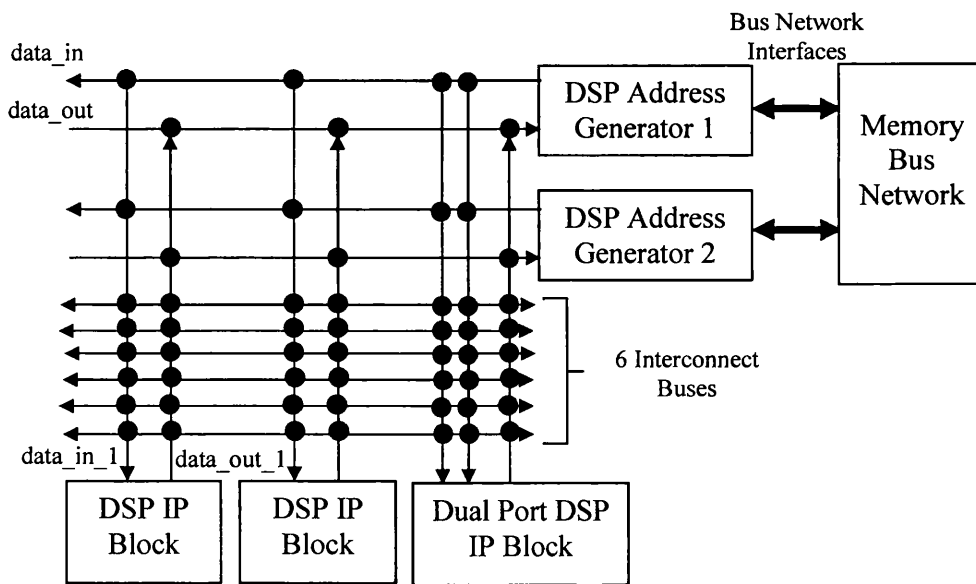 Bus Network
Interfaces
data_in
data_out
DSP Address
Generator 1
Memory
Bus
Network
DSP Address
Generator 2
6 Interconnect
Buses
data_in_1
data_out_1
DSP IP
Block
DSP IP
Block
Dual Port DSP
IP Block